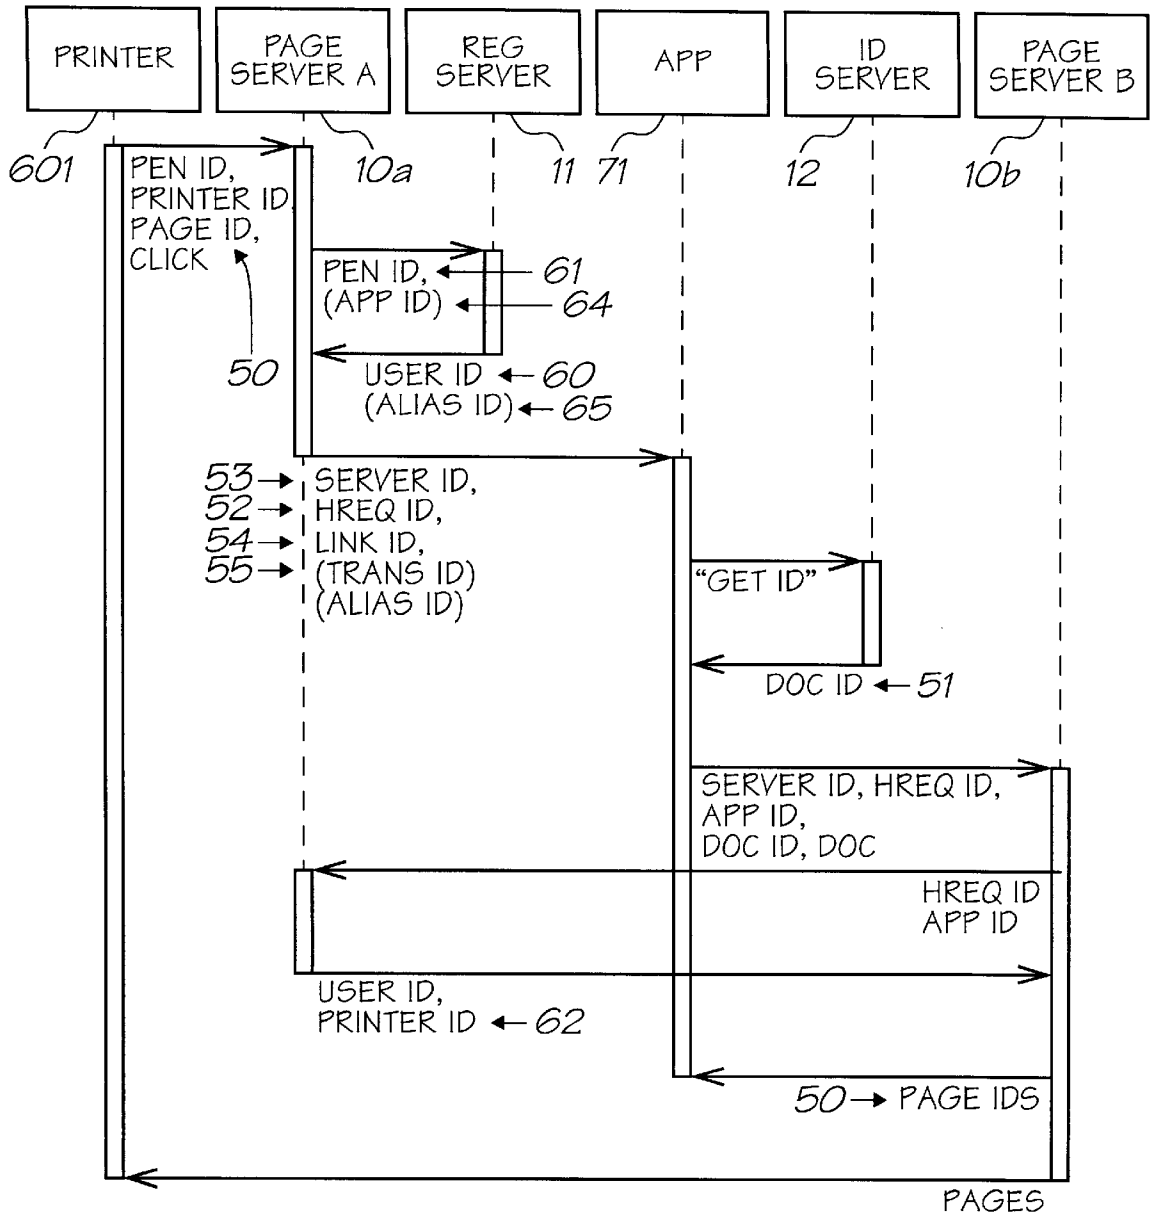 PRINTER
PAGE
SERVER A
REG
SERVER
APP
ID
SERVER
PAGE
SERVER B
601
10a
11
71
12
10b
PEN ID,
PRINTER ID
PAGE ID,
CLICK
50
PEN ID, 61
(APP ID) 64
USER ID 60
(ALIAS ID) 65
53 SERVER ID,
52 HREQ ID,
54 LINK ID,
55 (TRANS ID)
(ALIAS ID)
“GET ID”
DOC ID 51
SERVER ID, HREQ ID,
APP ID,
DOC ID, DOC
HREQ ID
APP ID
USER ID,
PRINTER ID 62
50 PAGE IDS
PAGES